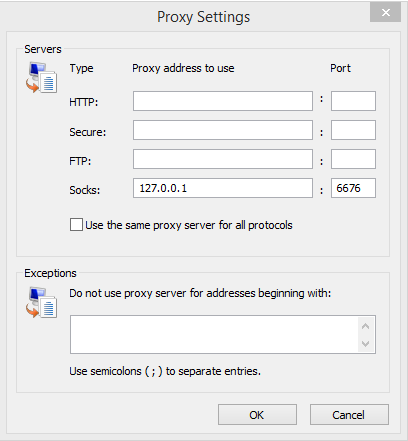 Proxy Settings
Servers
Type Proxy address to use Port
HTTP: :
Secure: :
FTP: :
Socks: 127.0.0.1 : 6676
Use the same proxy server for all protocols
Exceptions
Do not use proxy server for addresses beginning with:
Use semicolons ( ; ) to separate entries.
OK Cancel